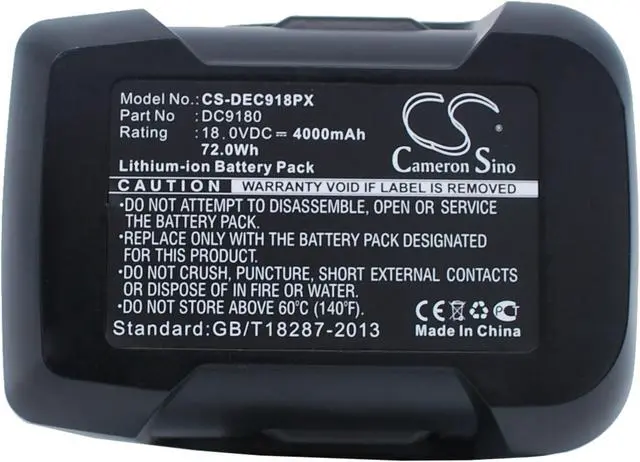 Model No.: CS-DEC918PX
Part No : DC9180
Rating : 18.0VDC⎓ 4000mAh
72.0Wh
Lithium-ion Battery Pack
CS
Cameron Sino
CAUTION WARRANTY VOID IF LABEL IS REMOVED
•DO NOT ATTEMPT TO DISASSEMBLE, OPEN OR SERVICE
THE BATTERY PACK.
•REPLACE ONLY WITH THE BATTERY PACK DESIGNATED
FOR THIS PRODUCT.
•DO NOT CRUSH, PUNCTURE, SHORT EXTERNAL CONTACTS
OR DISPOSE OF IN FIRE OR WATER.
•DO NOT STORE ABOVE 60℃ (140℉).
Standard:GB/T18287-2013
CE
Made In China